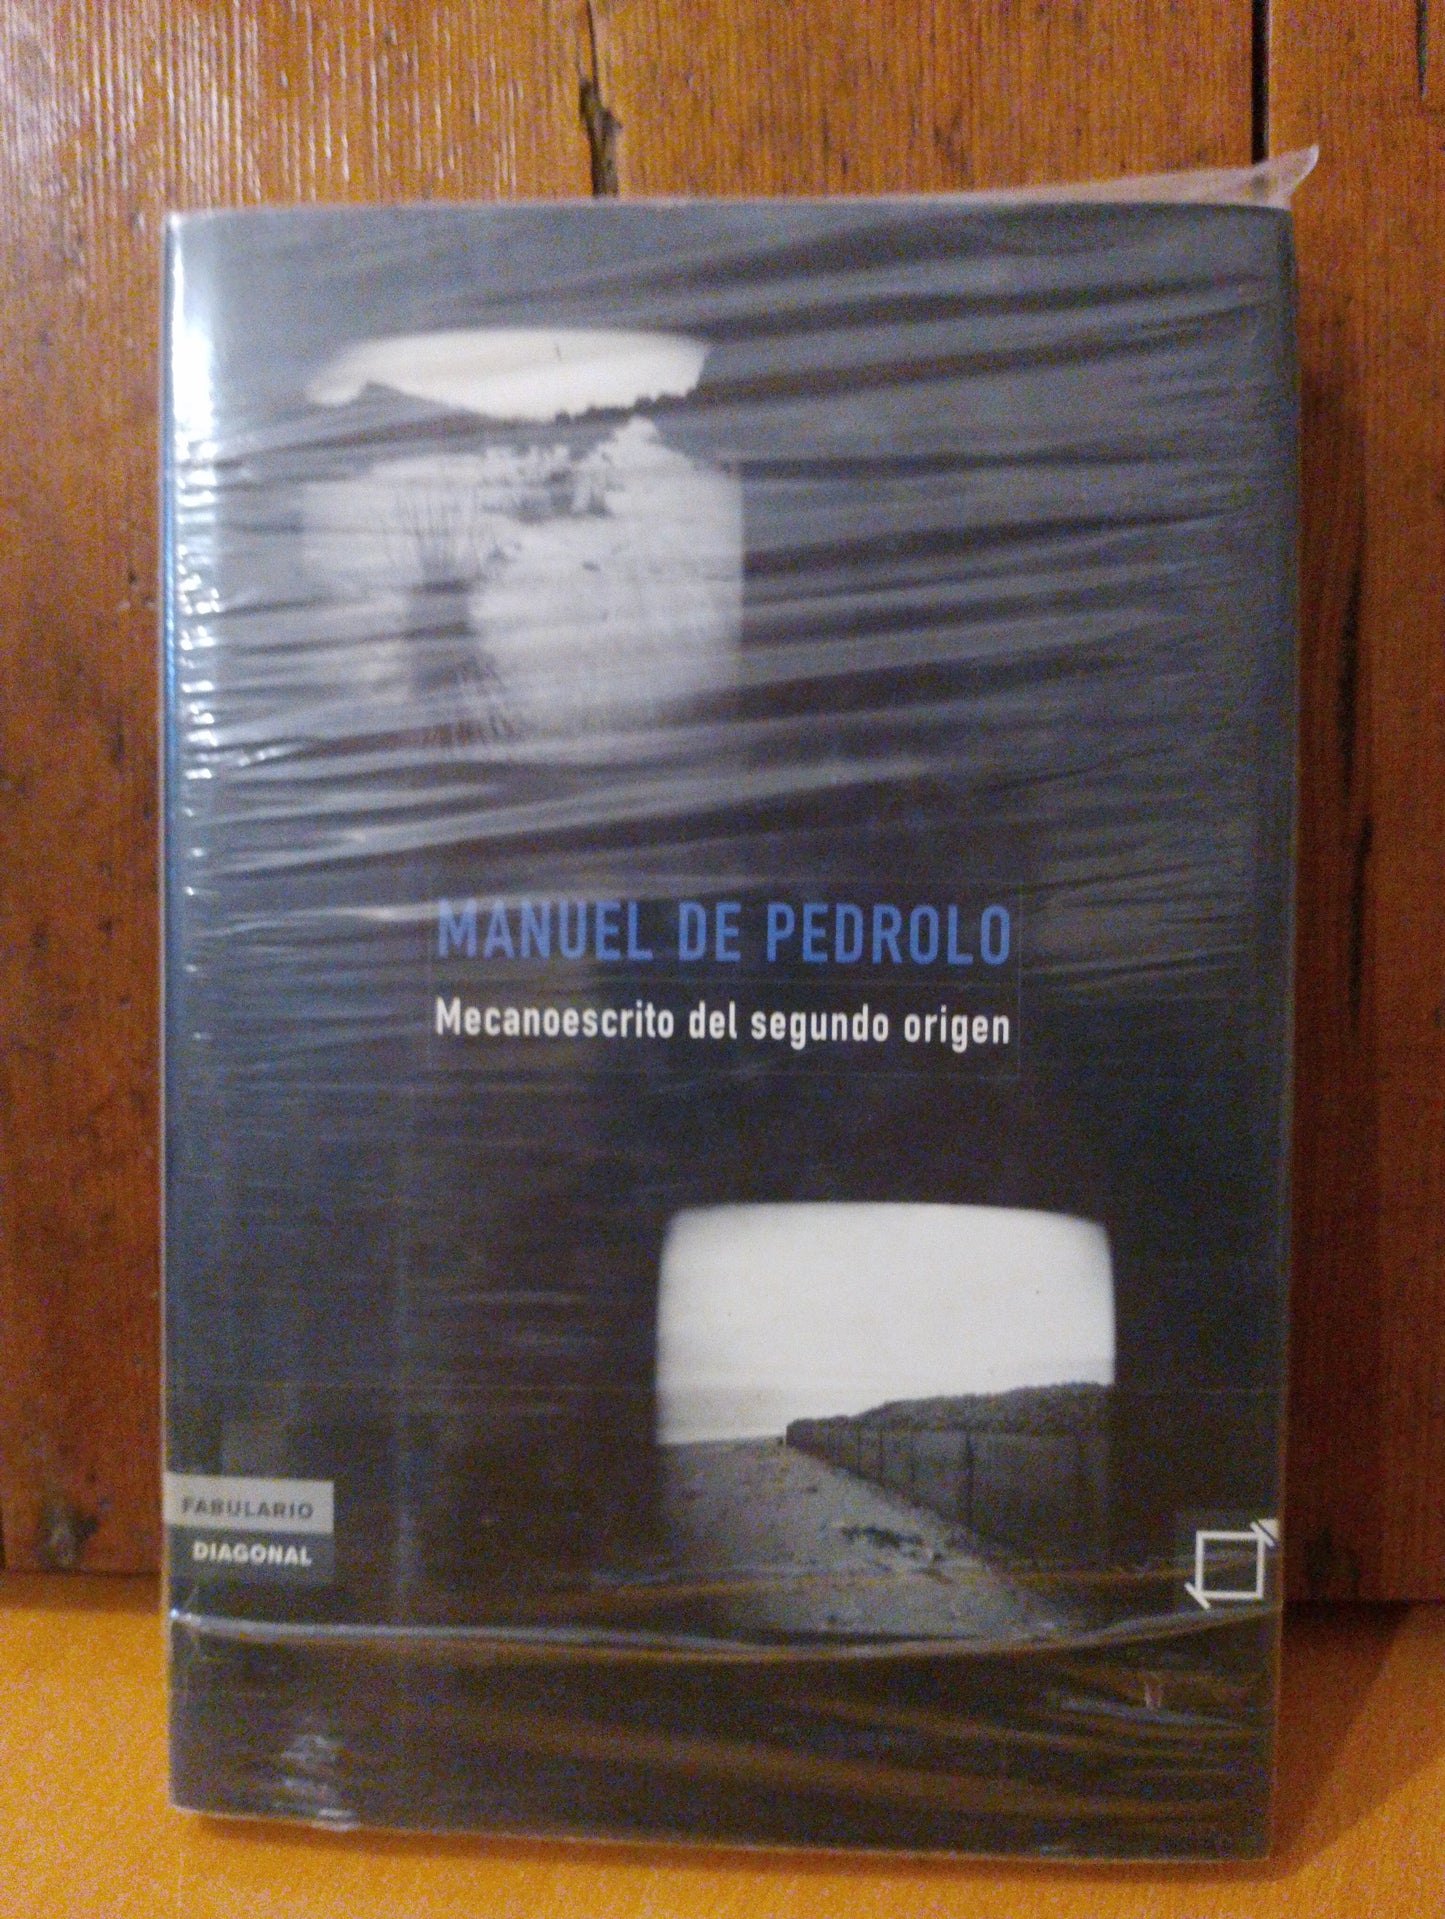 MANUEL DE PEDROLO
Mecanoescrito del segundo origen
FABULARIO
DIAGONAL